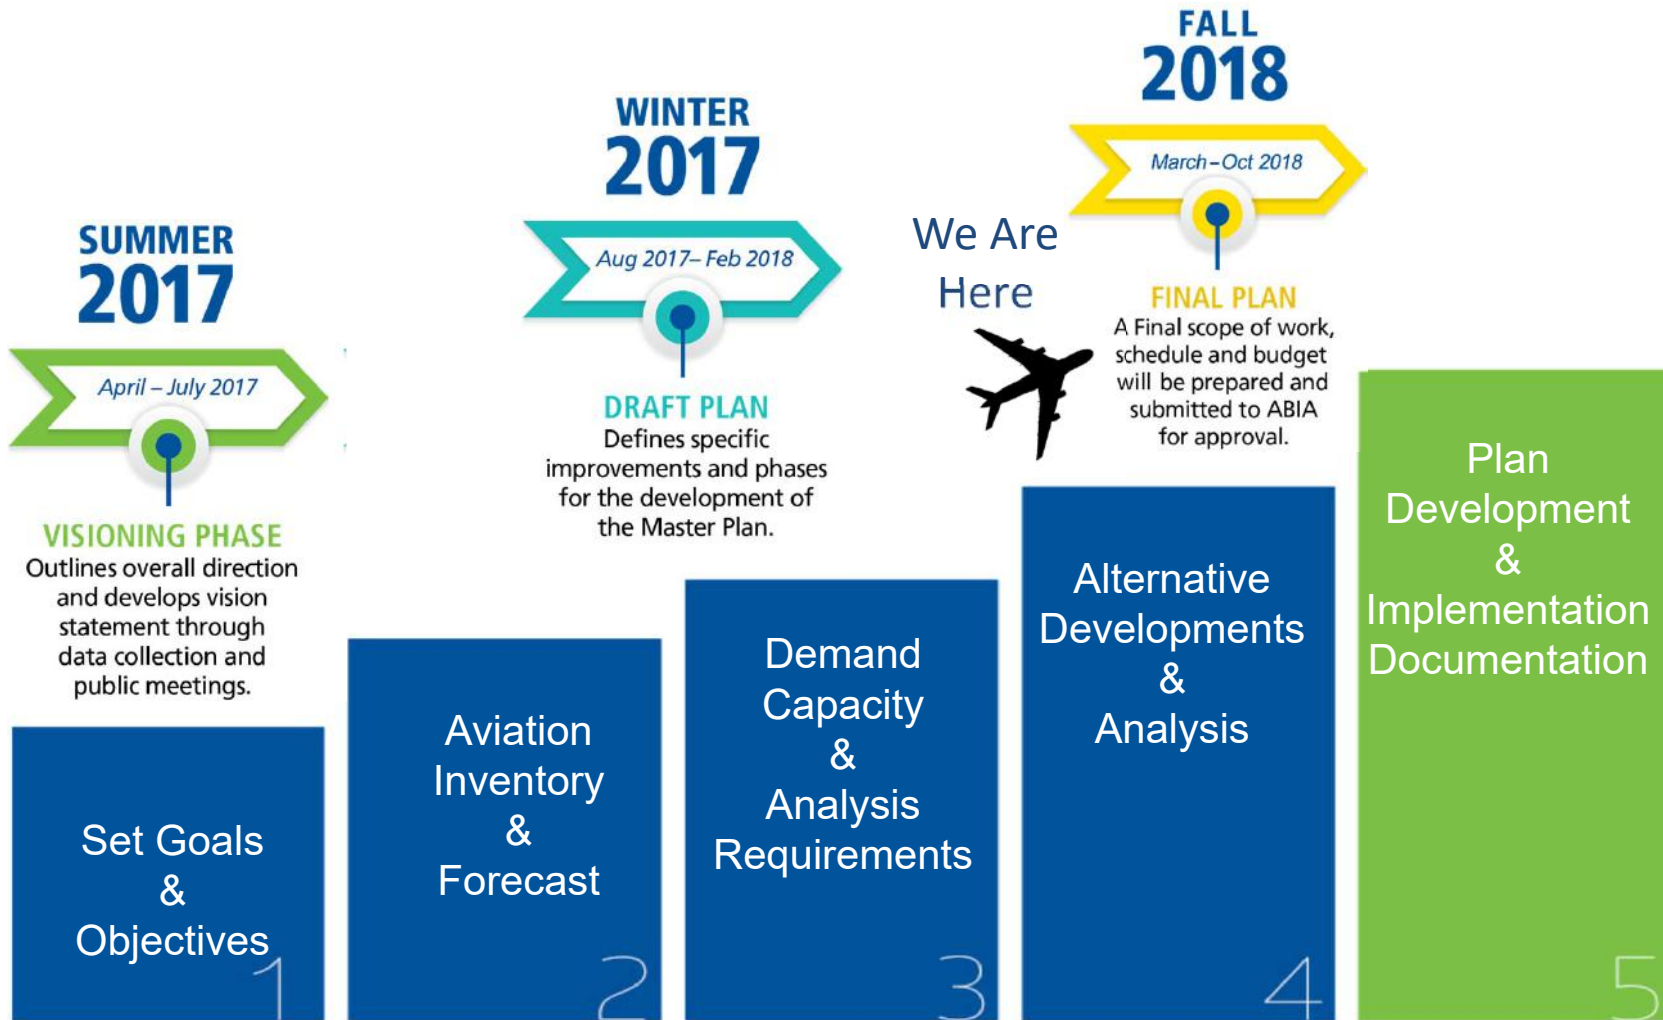 SUMMER
2017
April – July 2017
VISIONING PHASE
Outlines overall direction
and develops vision
statement through
data collection and
public meetings.
WINTER
2017
Aug 2017– Feb 2018
DRAFT PLAN
Defines specific
improvements and phases
for the development of
the Master Plan.
We Are
Here
FALL
2018
March – Oct 2018
FINAL PLAN
A Final scope of work,
schedule and budget
will be prepared and
submitted to ABIA
for approval.
Set Goals
&
Objectives
1
Aviation
Inventory
&
Forecast
2
Demand
Capacity
&
Analysis
Requirements
3
Alternative
Developments
&
Analysis
4
Plan
Development
&
Implementation
Documentation
5